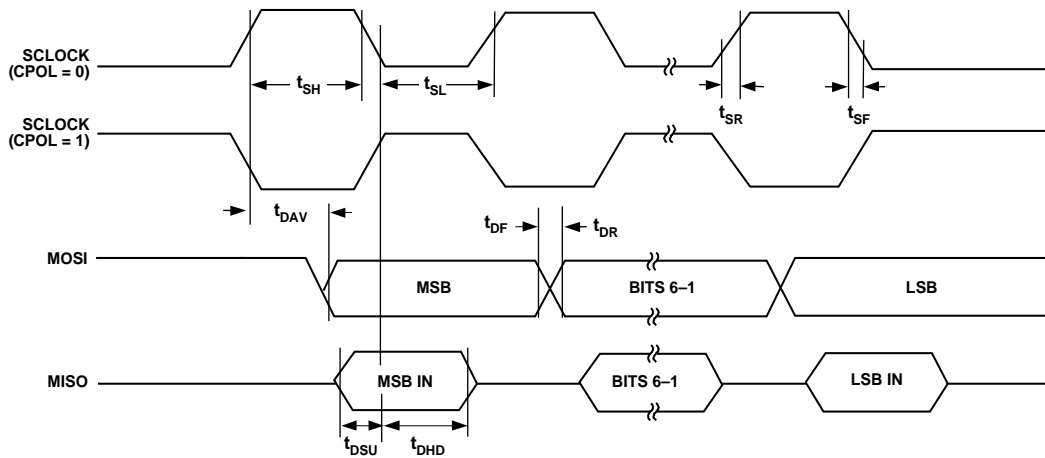 SCLOCK
(CPOL = 0)
tSH
tSL
tSR
tSF
SCLOCK
(CPOL = 1)
tDAV
tDF
tDR
MOSI
MSB
BITS 6–1
LSB
MISO
MSB IN
BITS 6–1
LSB IN
tDSU
tDHD